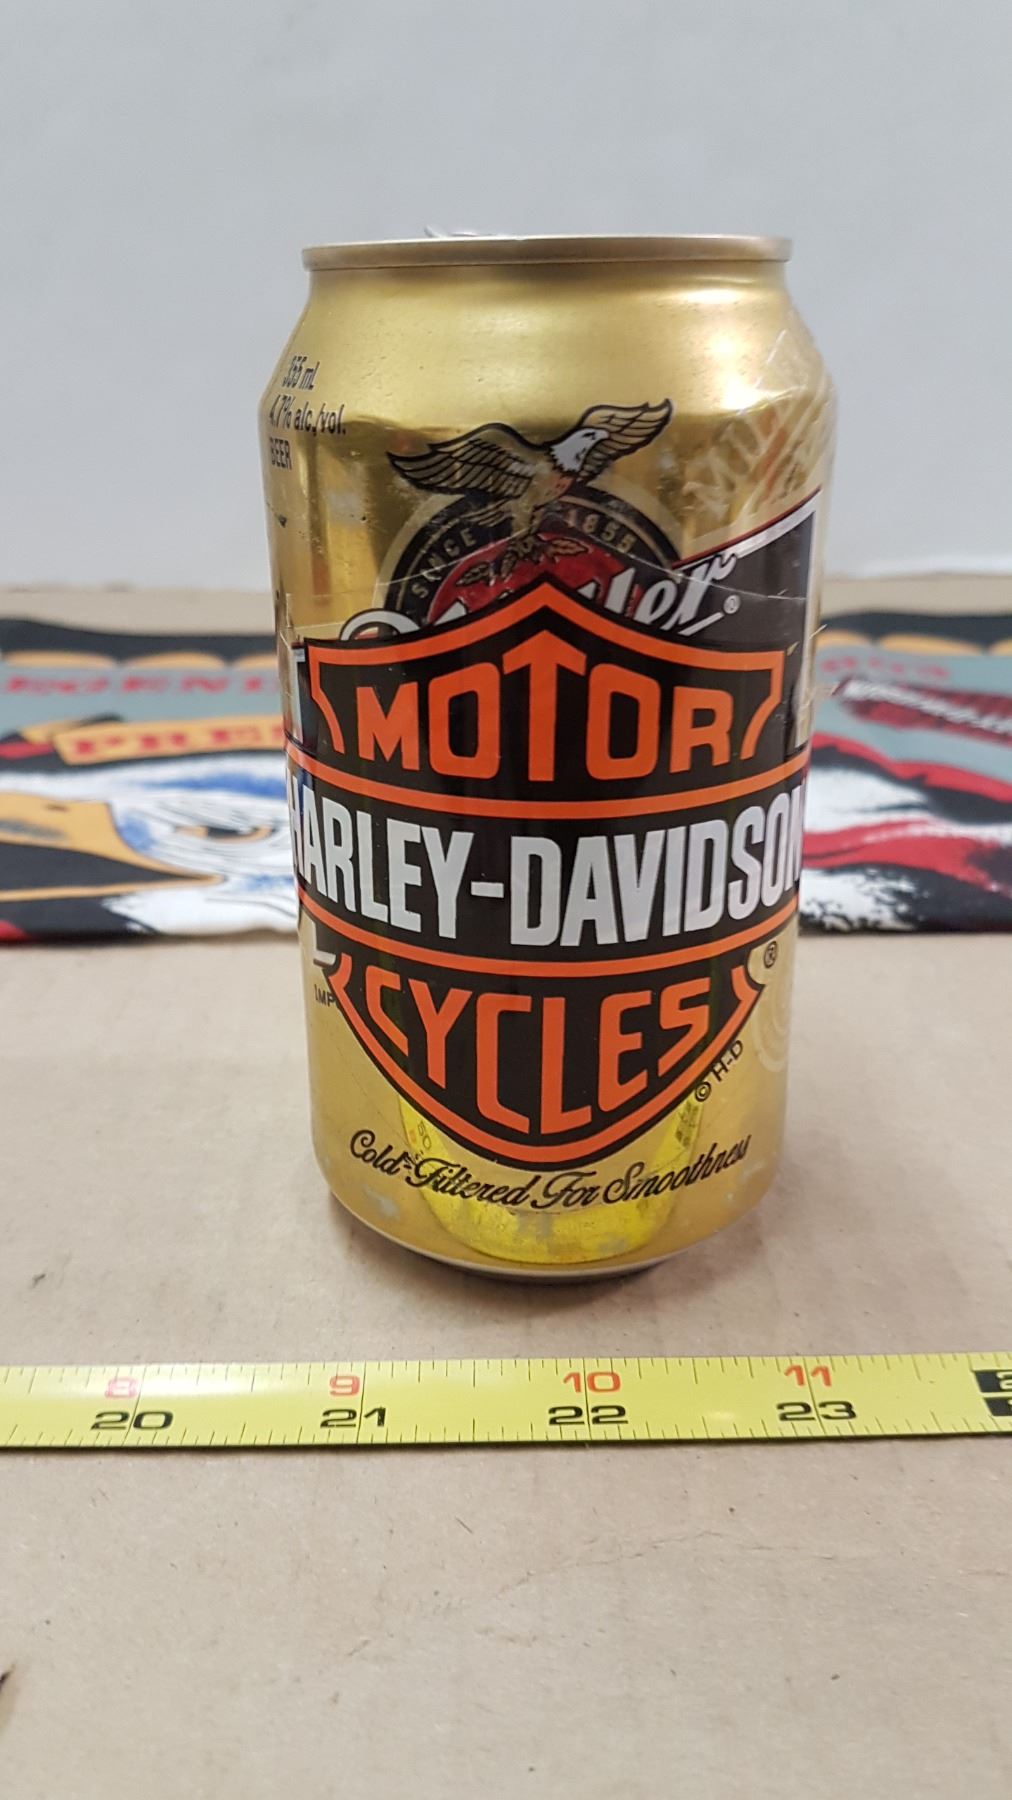 355 mL
4.7% alc./vol.
BEER
SINCE 1855
MOTOR
HARLEY-DAVIDSON
CYCLES
®
®
© H-D
Cold-Filtered For Smoothness
8 9 10 11
20 21 22 23